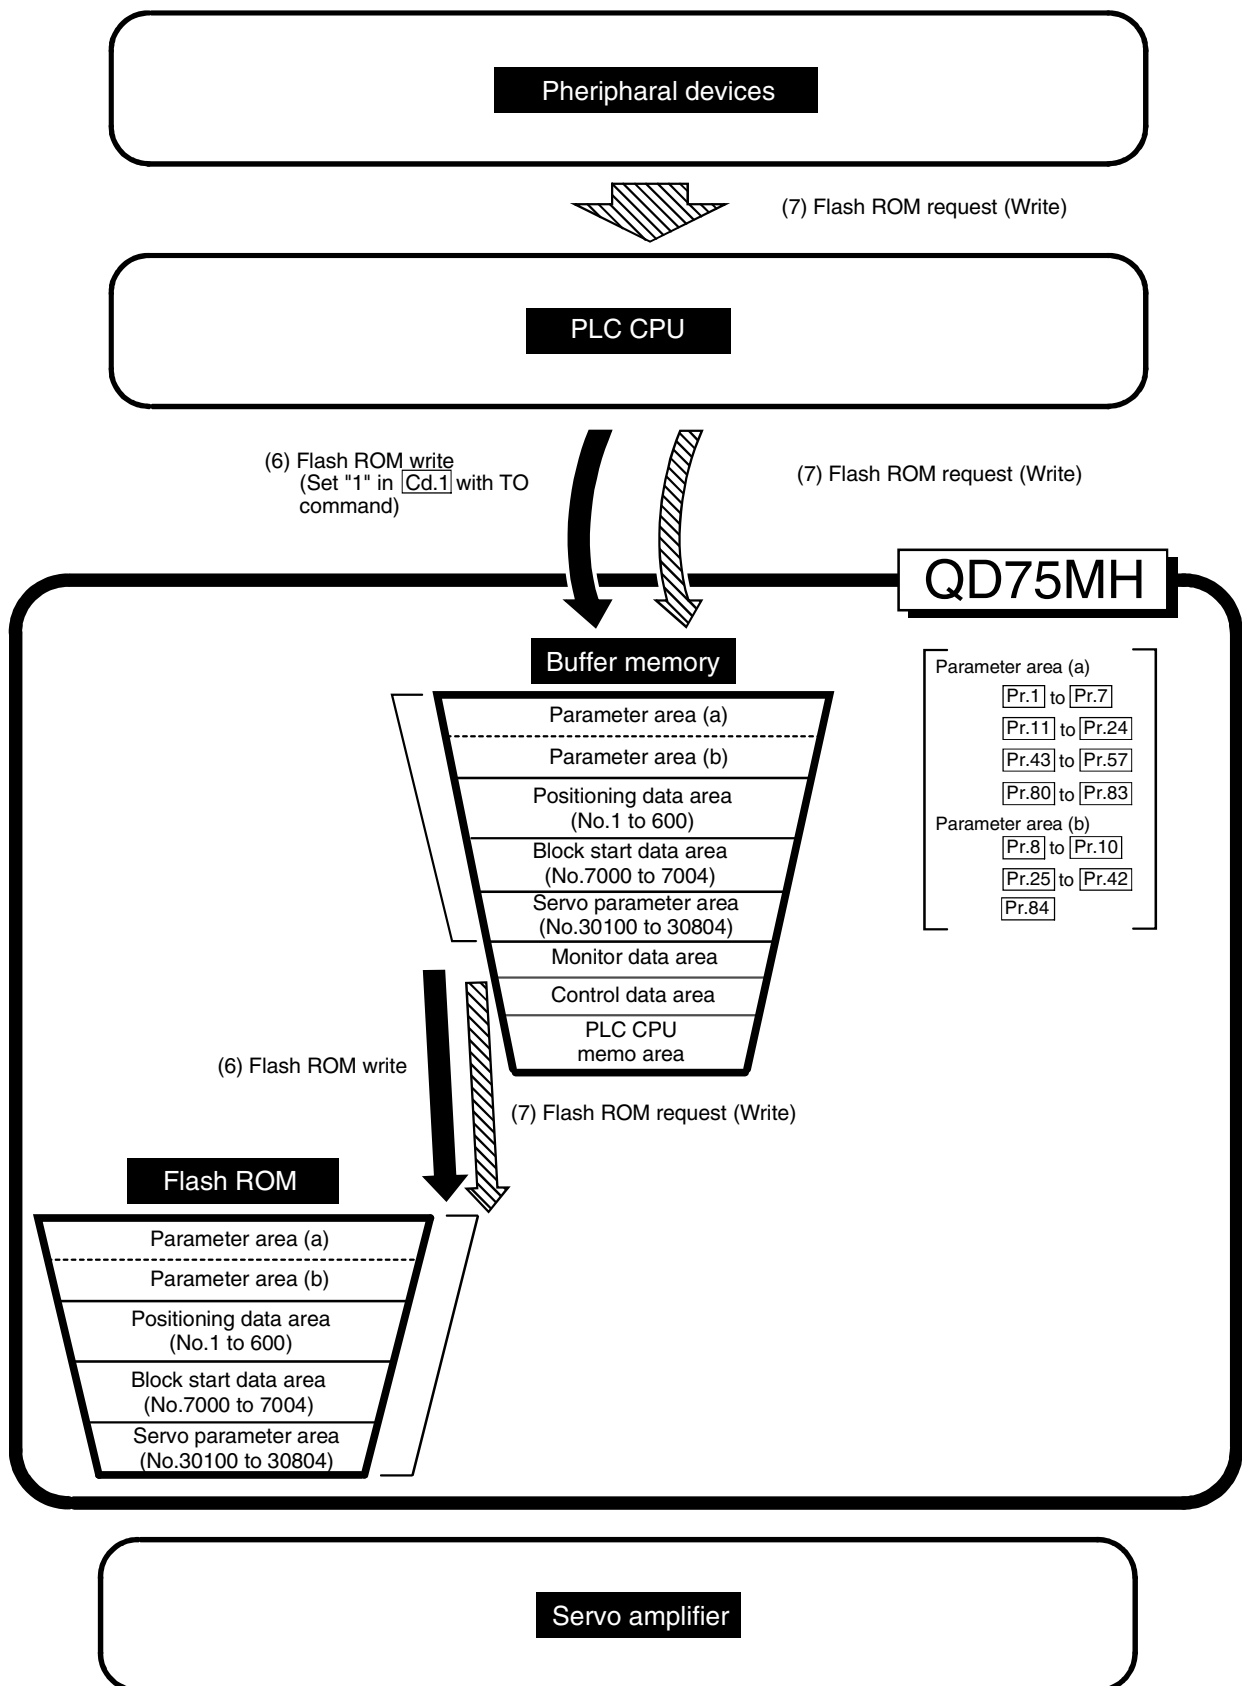 Pheripharal devices
(7) Flash ROM request (Write)
PLC CPU
(6) Flash ROM write
(Set "1" in Cd.1 with TO
command)
(7) Flash ROM request (Write)
QD75MH
Buffer memory
Parameter area (a)
Parameter area (b)
Positioning data area
(No.1 to 600)
Block start data area
(No.7000 to 7004)
Servo parameter area
(No.30100 to 30804)
Monitor data area
Control data area
PLC CPU
memo area
Parameter area (a)
Pr.1 to Pr.7
Pr.11 to Pr.24
Pr.43 to Pr.57
Pr.80 to Pr.83
Parameter area (b)
Pr.8 to Pr.10
Pr.25 to Pr.42
Pr.84
(6) Flash ROM write
(7) Flash ROM request (Write)
Flash ROM
Parameter area (a)
Parameter area (b)
Positioning data area
(No.1 to 600)
Block start data area
(No.7000 to 7004)
Servo parameter area
(No.30100 to 30804)
Servo amplifier